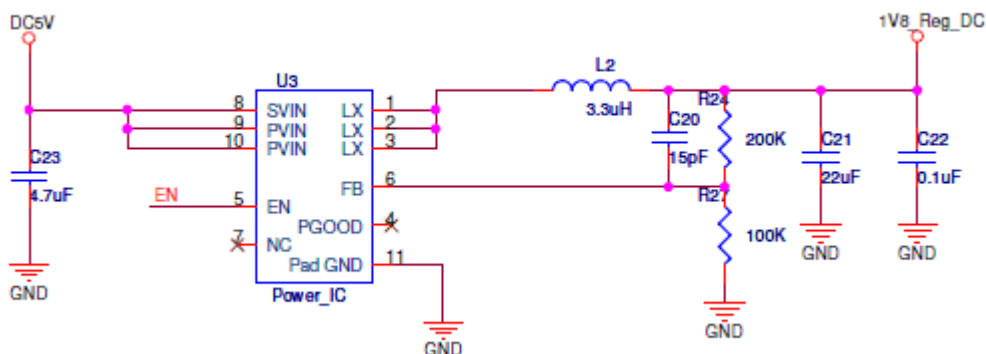 DC5V
1V8_Reg_DC
U3
L2
3.3uH
8 SVIN LX 1
9 PVIN LX 2
10 PVIN LX 3
C23
4.7uF
C20
15pF
R24
200K
C21
22uF
C22
0.1uF
FB 6
EN
5 EN
PGOOD 4
7 NC
Pad GND 11
Power_IC
R27
100K
GND
GND
GND
GND
GND